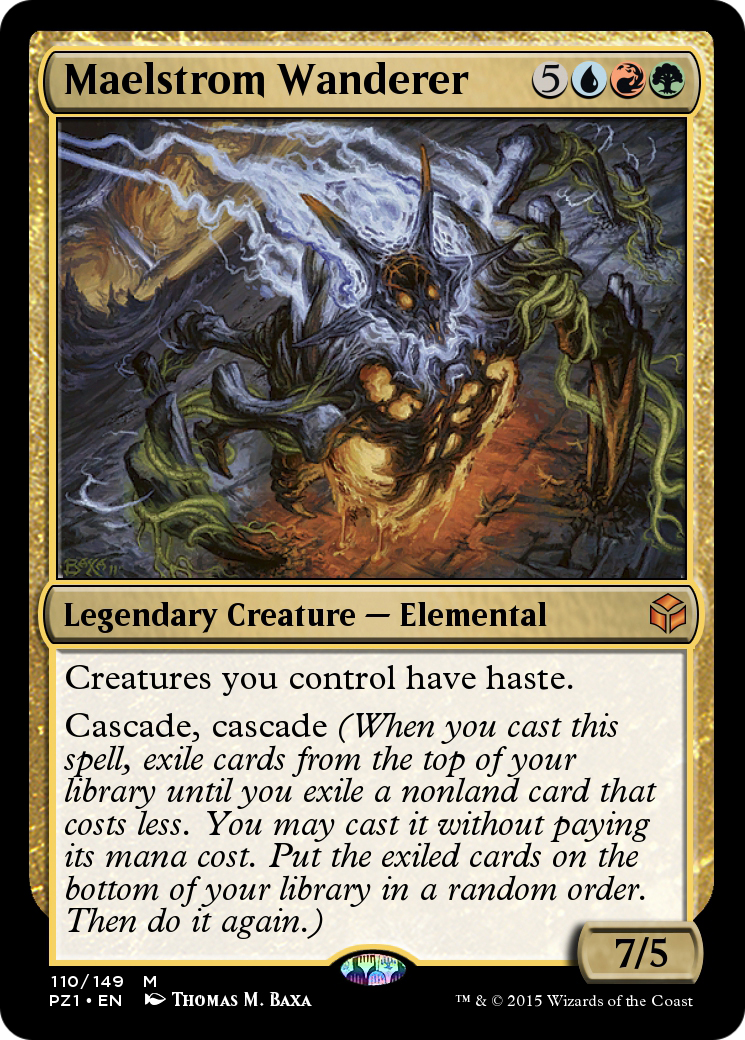 Maelstrom Wanderer 5
BAXA 11
Legendary Creature — Elemental
Creatures you control have haste.
Cascade, cascade (When you cast this
spell, exile cards from the top of your
library until you exile a nonland card that
costs less. You may cast it without paying
its mana cost. Put the exiled cards on the
bottom of your library in a random order.
Then do it again.)
7/5
110/149 M
PZ1 • EN Thomas M. Baxa
™ & © 2015 Wizards of the Coast